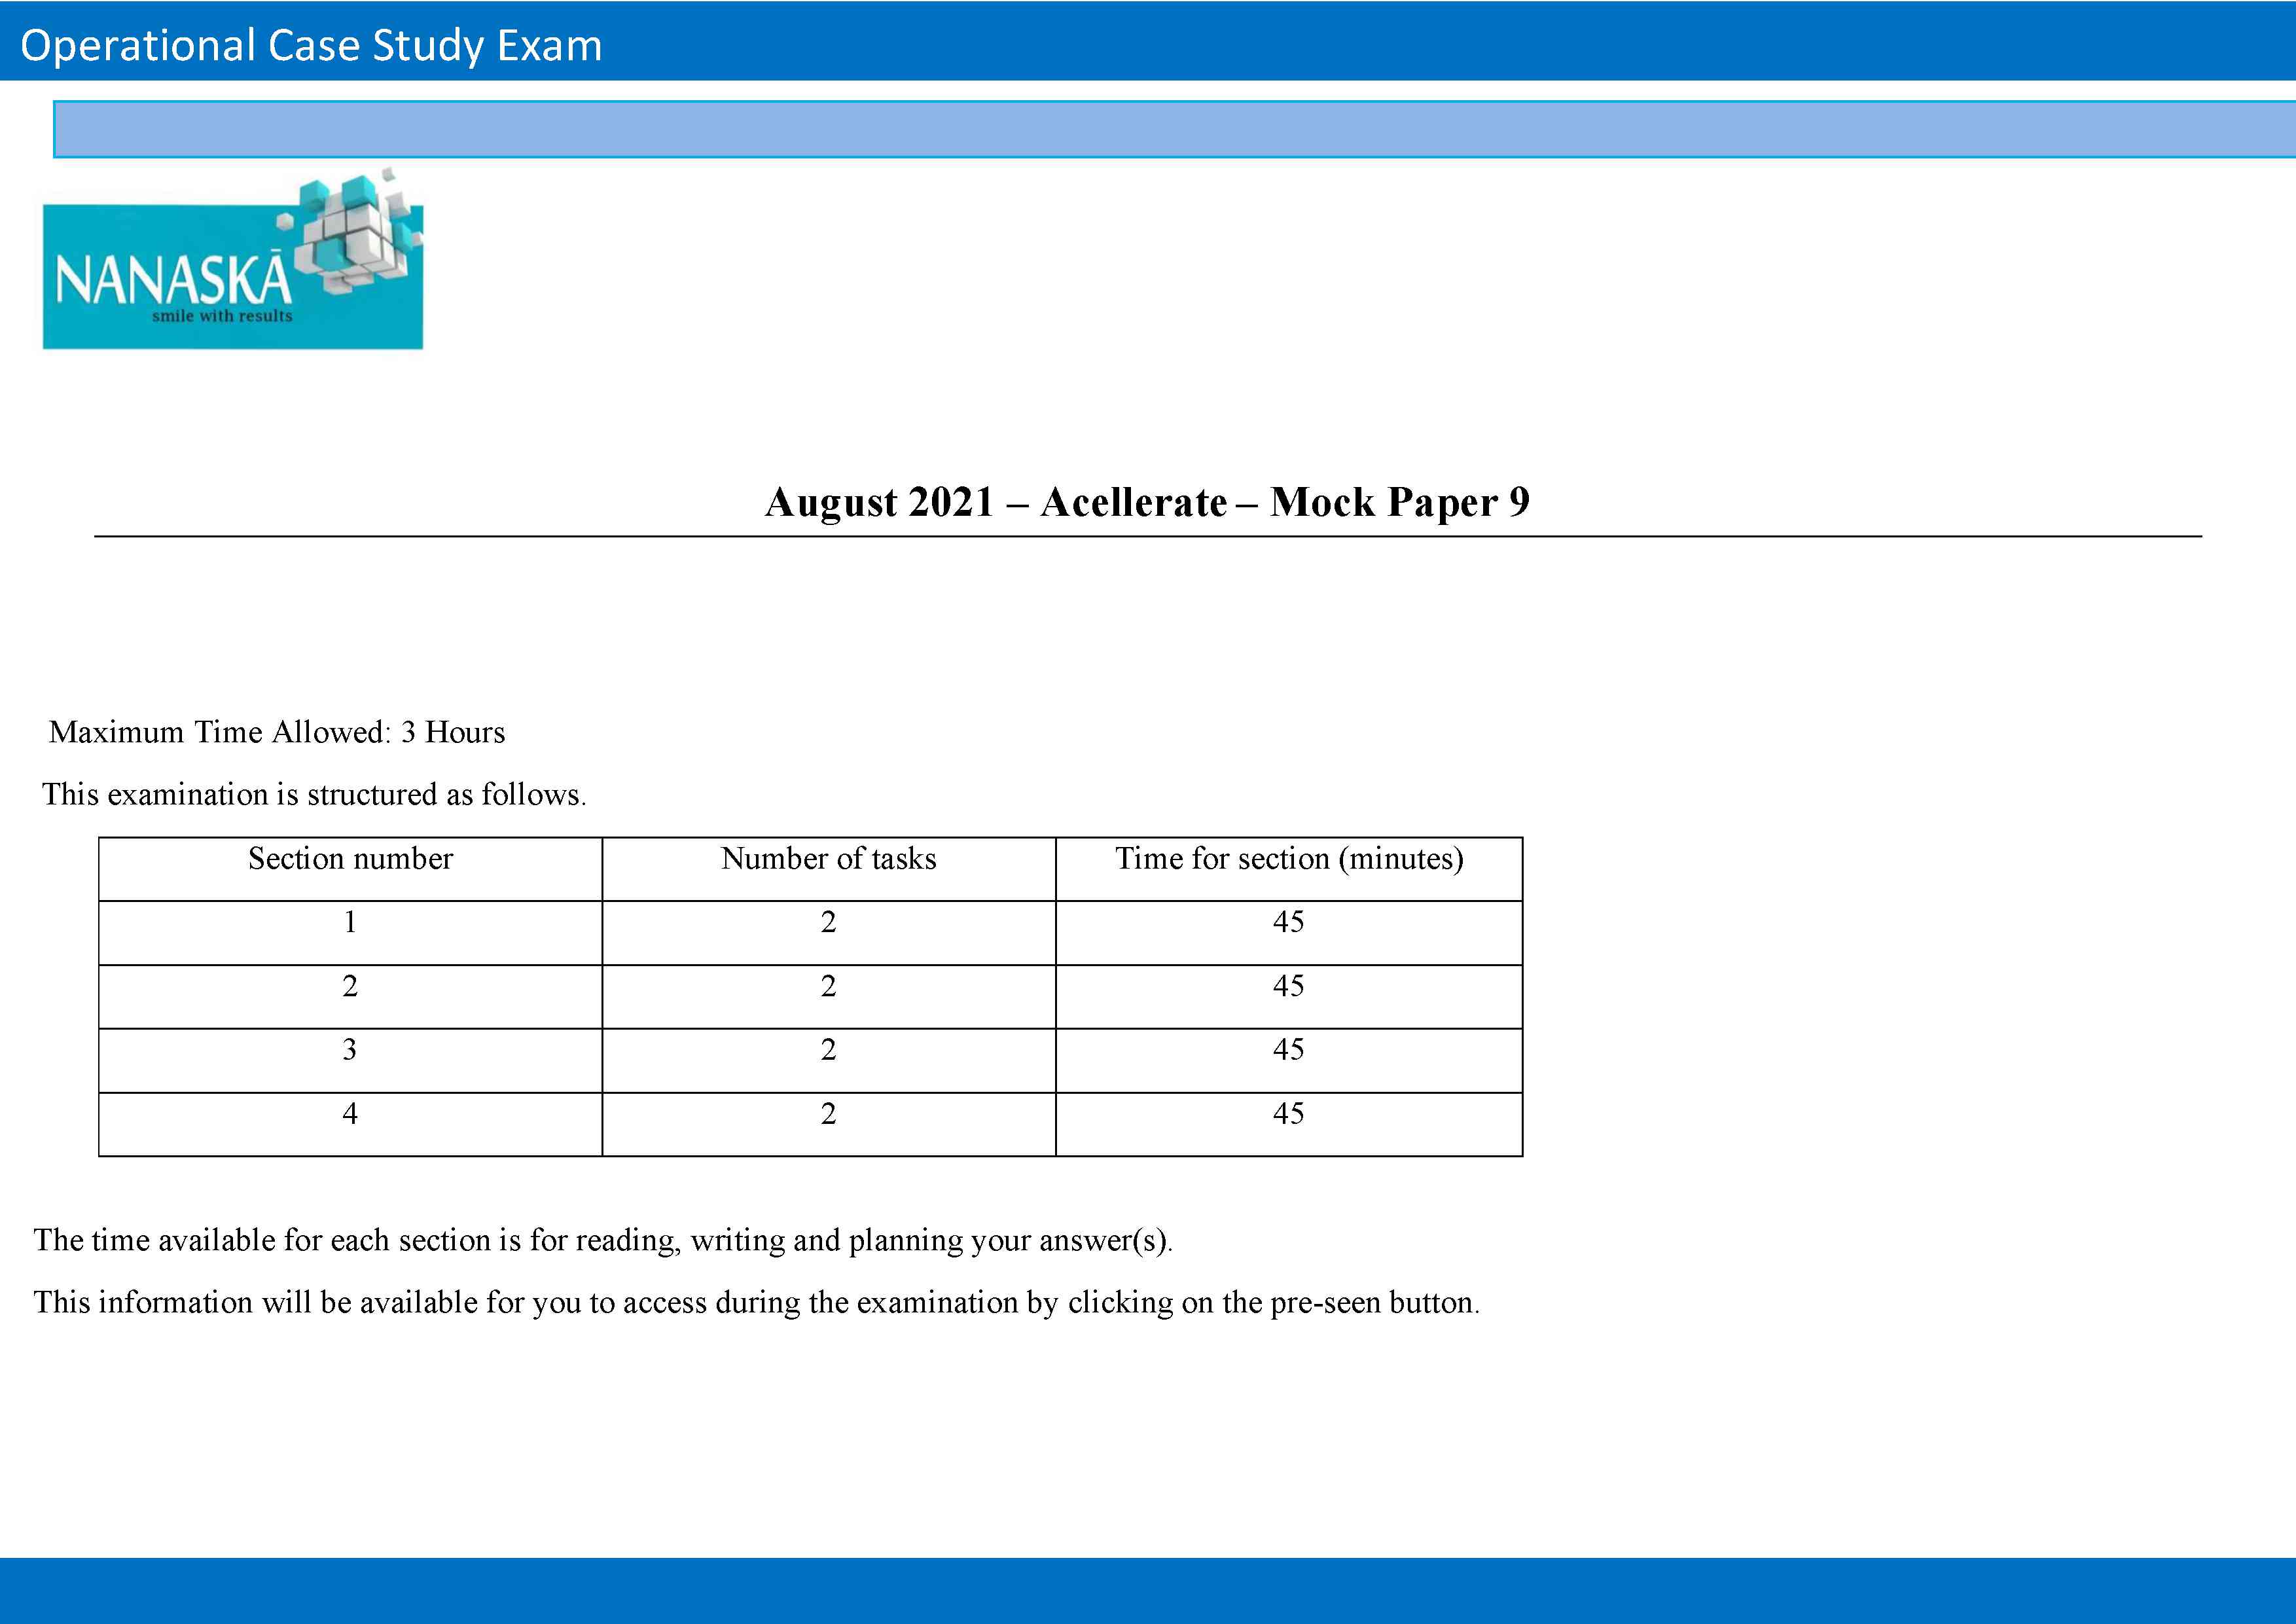 Operational Case Study Exam
NANASKĀ
smile with results
August 2021 – Acellerate – Mock Paper 9
Maximum Time Allowed: 3 Hours
This examination is structured as follows.
Section number Number of tasks Time for section (minutes)
1 2 45
2 2 45
3 2 45
4 2 45
The time available for each section is for reading, writing and planning your answer(s).
This information will be available for you to access during the examination by clicking on the pre-seen button.